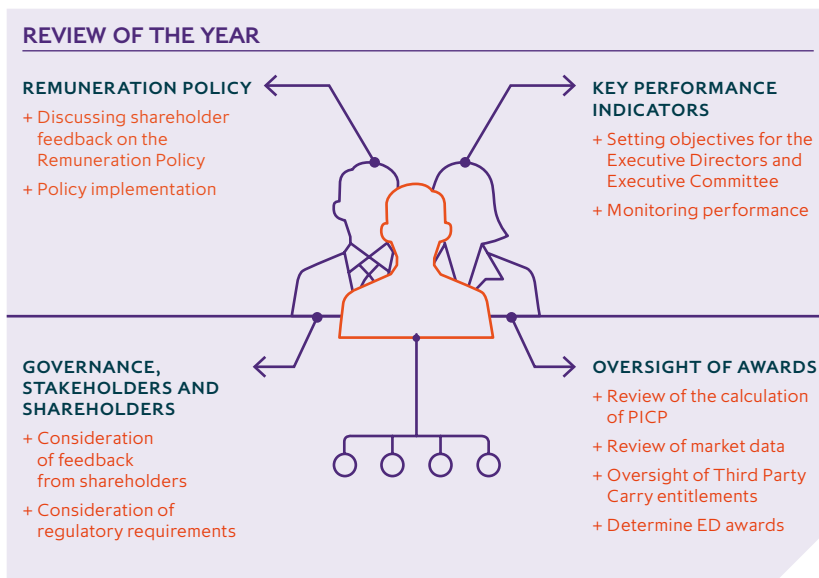 REVIEW OF THE YEAR
REMUNERATION POLICY
+ Discussing shareholder
feedback on the
Remuneration Policy
+ Policy implementation
KEY PERFORMANCE
INDICATORS
+ Setting objectives for the
Executive Directors and
Executive Committee
+ Monitoring performance
GOVERNANCE,
STAKEHOLDERS AND
SHAREHOLDERS
+ Consideration
of feedback
from shareholders
+ Consideration of
regulatory requirements
OVERSIGHT OF AWARDS
+ Review of the calculation
of PICP
+ Review of market data
+ Oversight of Third Party
Carry entitlements
+ Determine ED awards